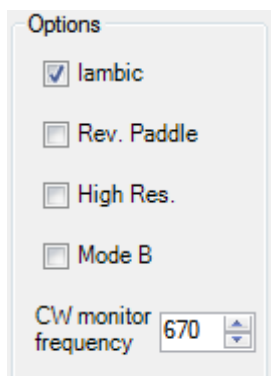 Options
Iambic
Rev. Paddle
High Res.
Mode B
CW monitor
frequency
670